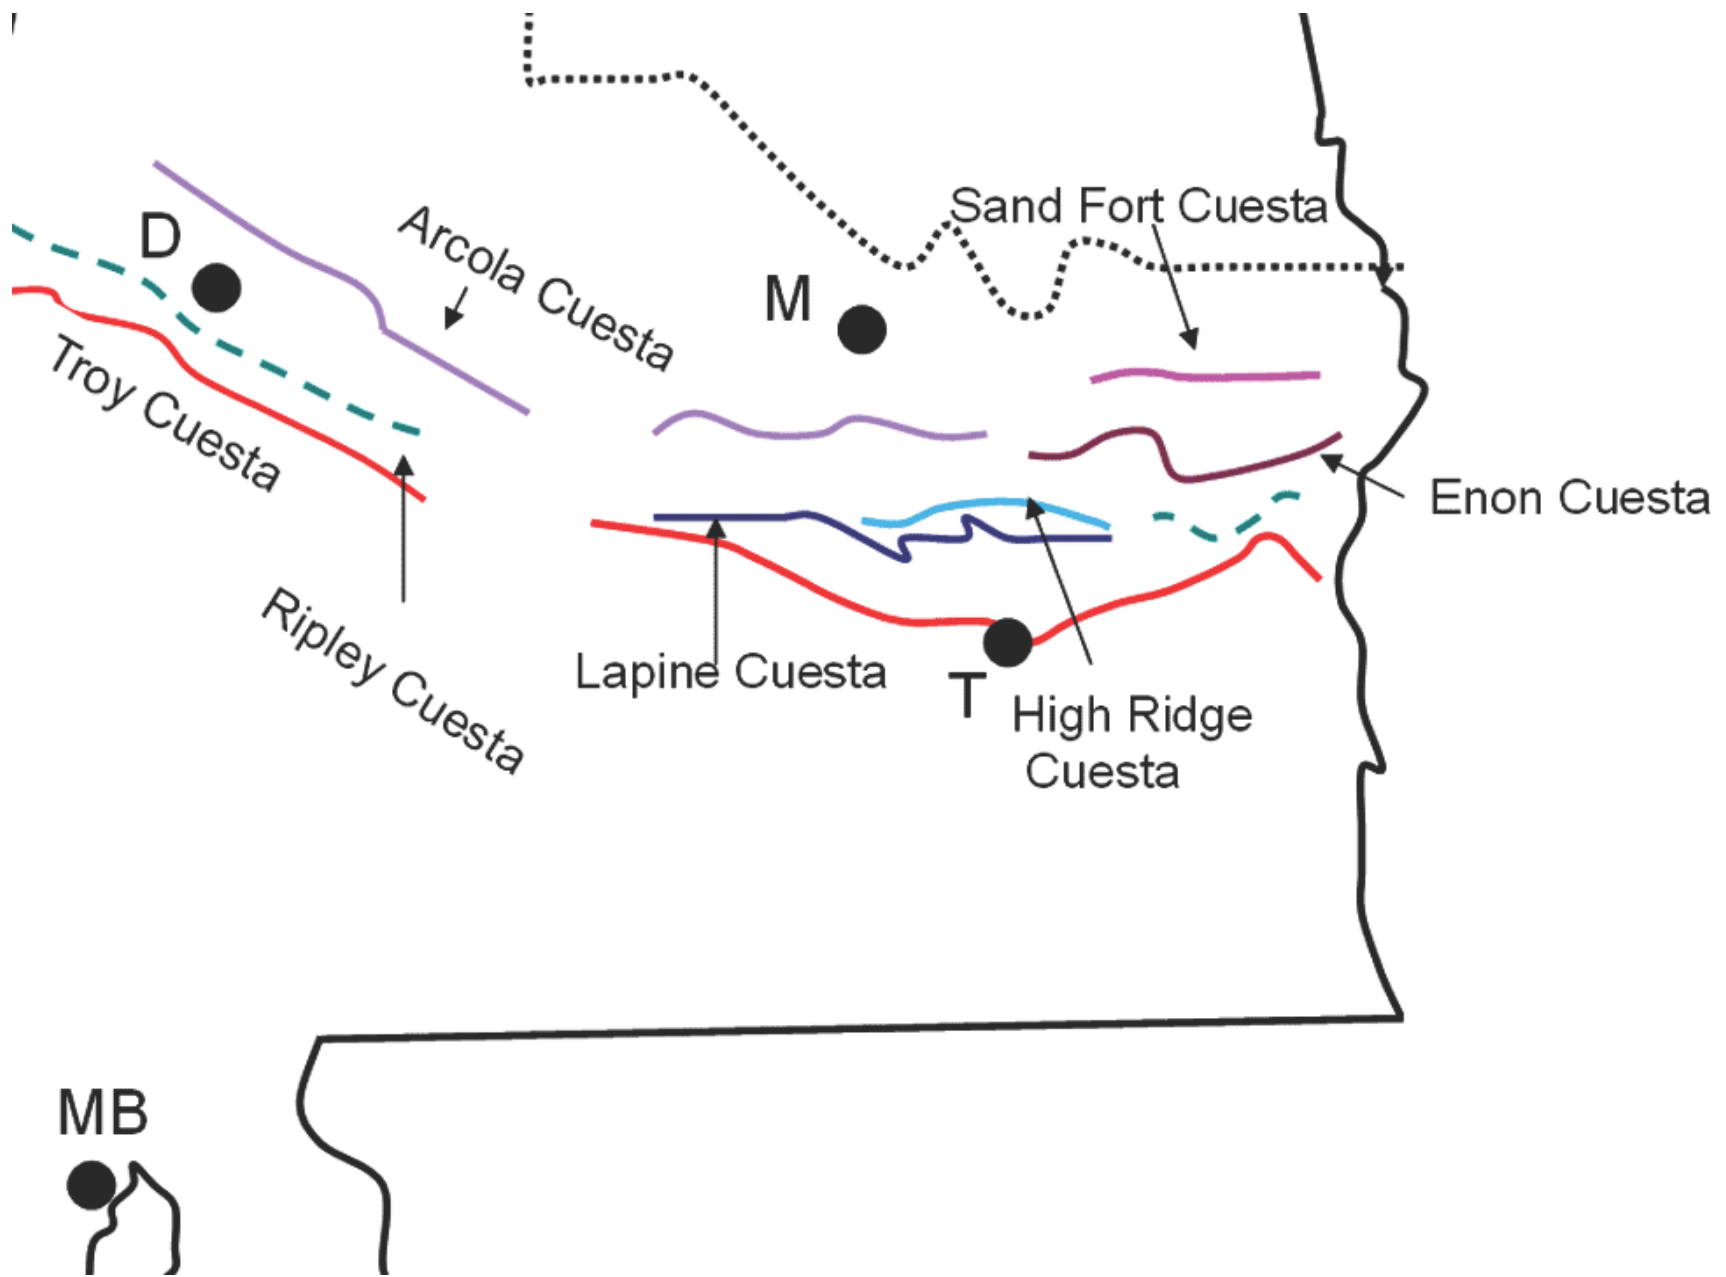 Sand Fort Cuesta
D
Arcola Cuesta
M
Troy Cuesta
Enon Cuesta
Ripley Cuesta
Lapine Cuesta
T
High Ridge
Cuesta
MB